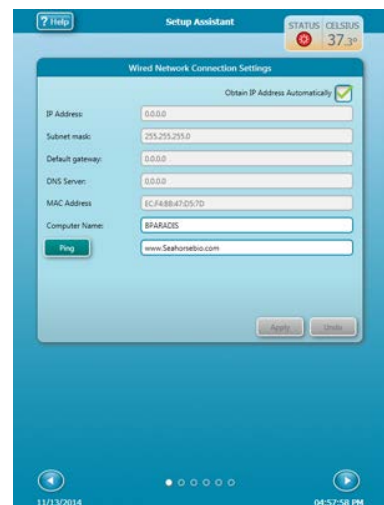 ? Help
Setup Assistant
STATUS CELSIUS
37.3°
Wired Network Connection Settings
Obtain IP Address Automatically
IP Address: 0.0.0.0
Subnet mask: 255.255.255.0
Default gateway: 0.0.0.0
DNS Server: 0.0.0.0
MAC Address EC:F4:BB:47:D5:7D
Computer Name: BPARADIS
Ping www.Seahorsebio.com
Apply Undo
11/13/2014 04:57:58 PM